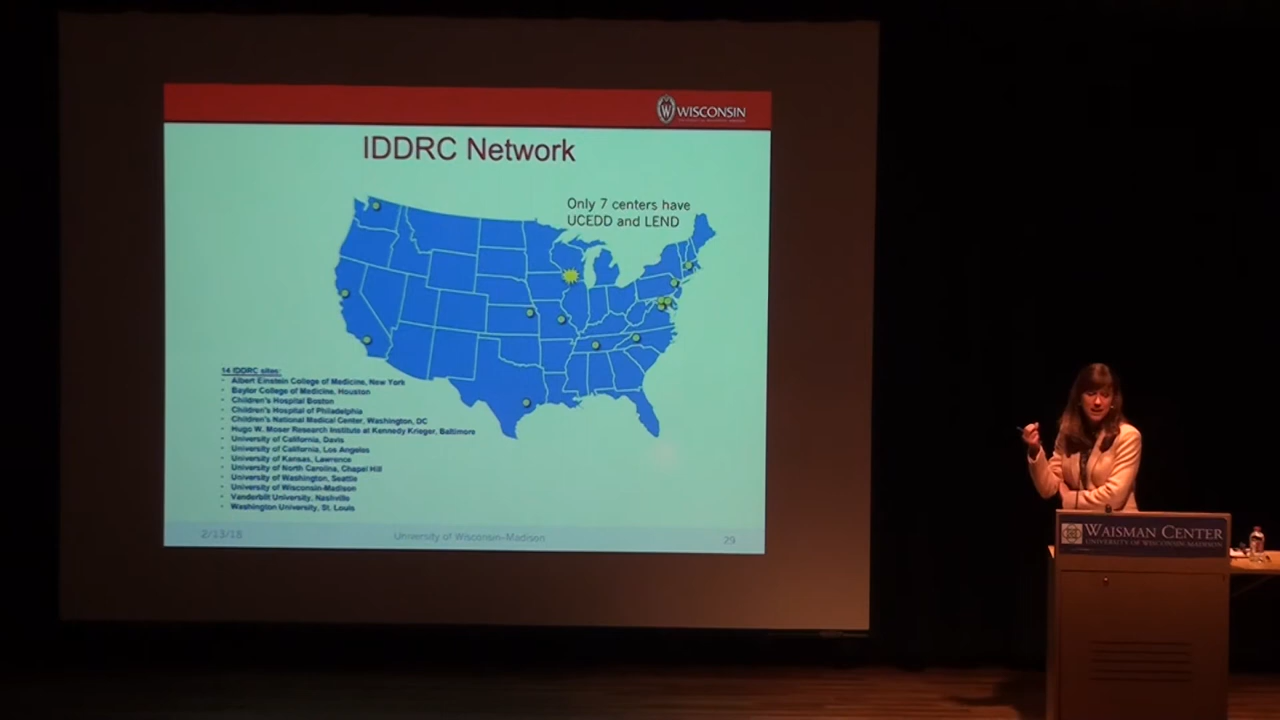 WISCONSIN
IDDRC Network
Only 7 centers have
UCEDD and LEND
14 IDDRC sites:
- Albert Einstein College of Medicine, New York
- Baylor College of Medicine, Houston
- Children's Hospital Boston
- Children's Hospital of Philadelphia
- Children's National Medical Center, Washington, DC
- Hugo W. Moser Research Institute at Kennedy Krieger, Baltimore
- University of California, Davis
- University of California, Los Angeles
- University of Kansas, Lawrence
- University of North Carolina, Chapel Hill
- University of Washington, Seattle
- University of Wisconsin-Madison
- Vanderbilt University, Nashville
- Washington University, St. Louis
2/13/18 University of Wisconsin–Madison 29
WAISMAN CENTER
UNIVERSITY OF WISCONSIN-MADISON